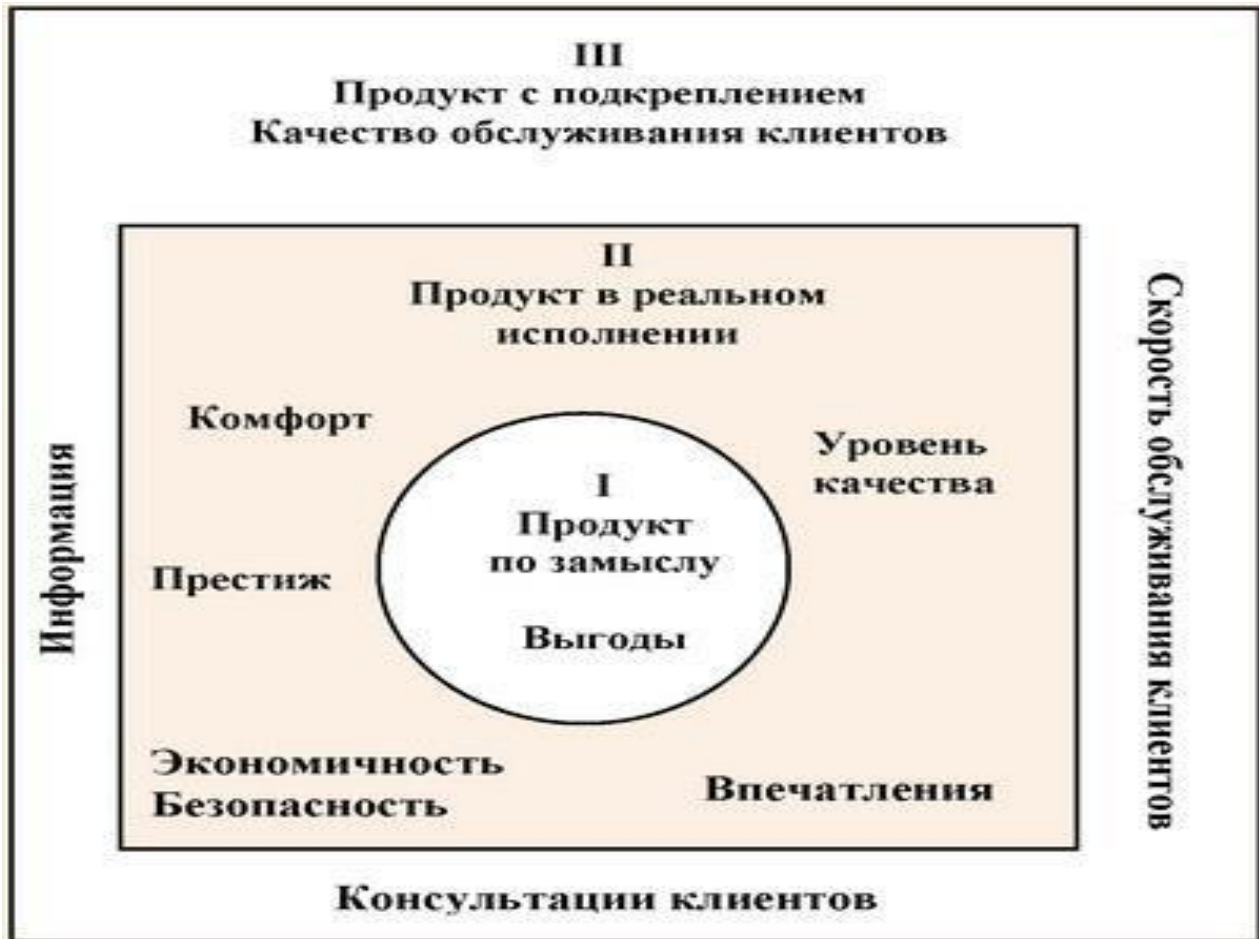 III
Продукт с подкреплением
Качество обслуживания клиентов
II
Продукт в реальном
исполнении
Комфорт
Уровень
качества
I
Продукт
по замыслу
Выгоды
Престиж
Экономичность
Безопасность
Впечатления
Информация
Скорость обслуживания клиентов
Консультации клиентов